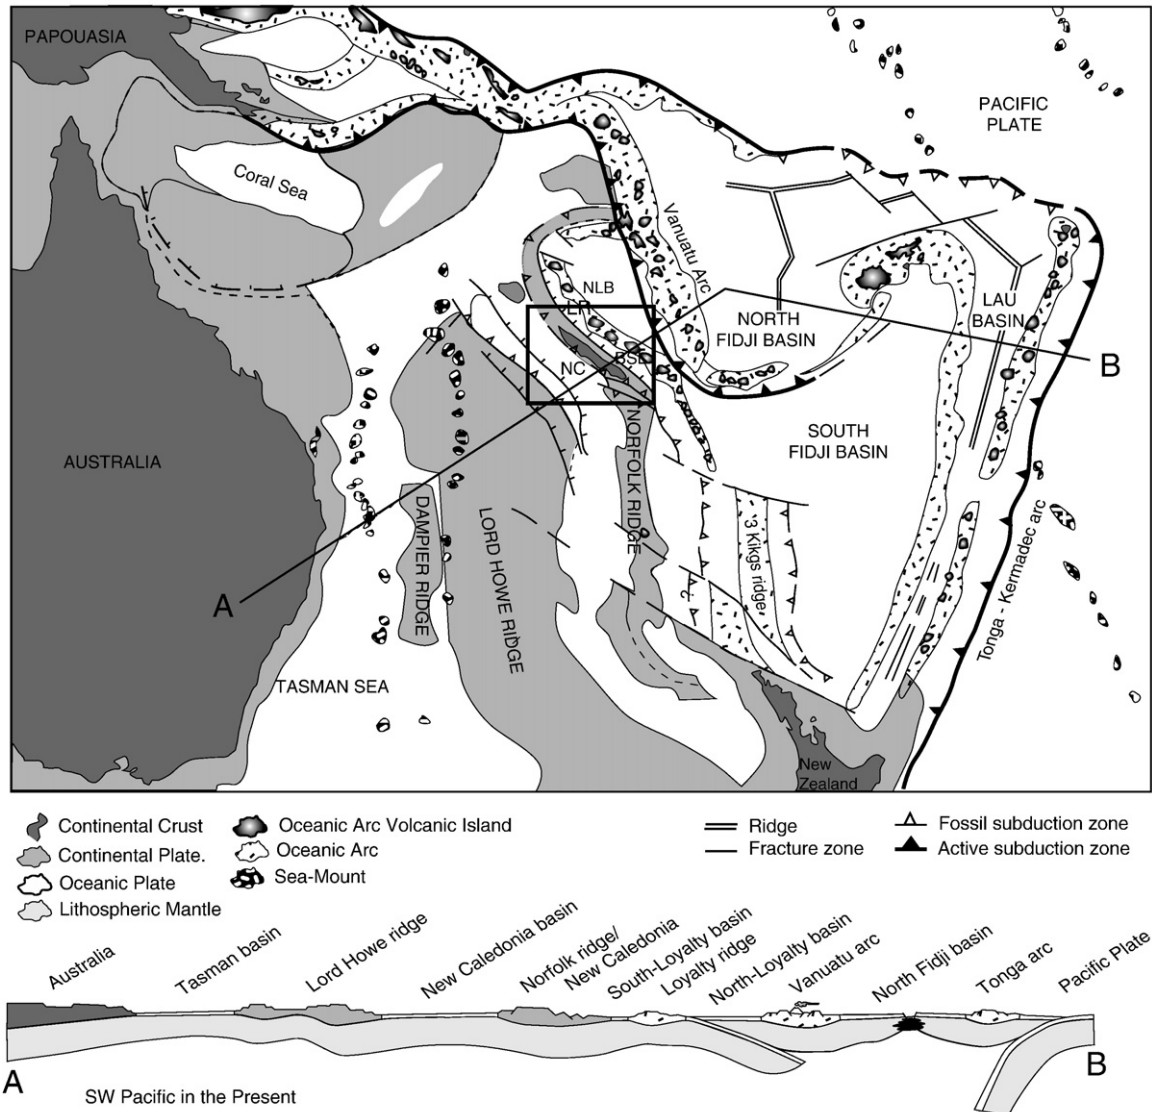 PAPOUASIA
PACIFIC
PLATE
Coral Sea
Vanuatu Arc
NLB
LRI
NC
BSL
NORTH
FIDJI BASIN
LAU
BASIN
B
AUSTRALIA
SOUTH
FIDJI BASIN
NORFOLK RIDGE
DAMPIER RIDGE
LORD HOWE RIDGE
'3 Kikgs ridge,
?
Tonga - Kermadec arc
A
TASMAN SEA
New
Zealand
Continental Crust
Continental Plate.
Oceanic Plate
Lithospheric Mantle
Oceanic Arc Volcanic Island
Oceanic Arc
Sea-Mount
Ridge
Fracture zone
Fossil subduction zone
Active subduction zone
Australia
Tasman basin
Lord Howe ridge
New Caledonia basin
Norfolk ridge/
New Caledonia
South-Loyalty basin
Loyalty ridge
North-Loyalty basin
Vanuatu arc
North Fidji basin
Tonga arc
Pacific Plate
A
B
SW Pacific in the Present